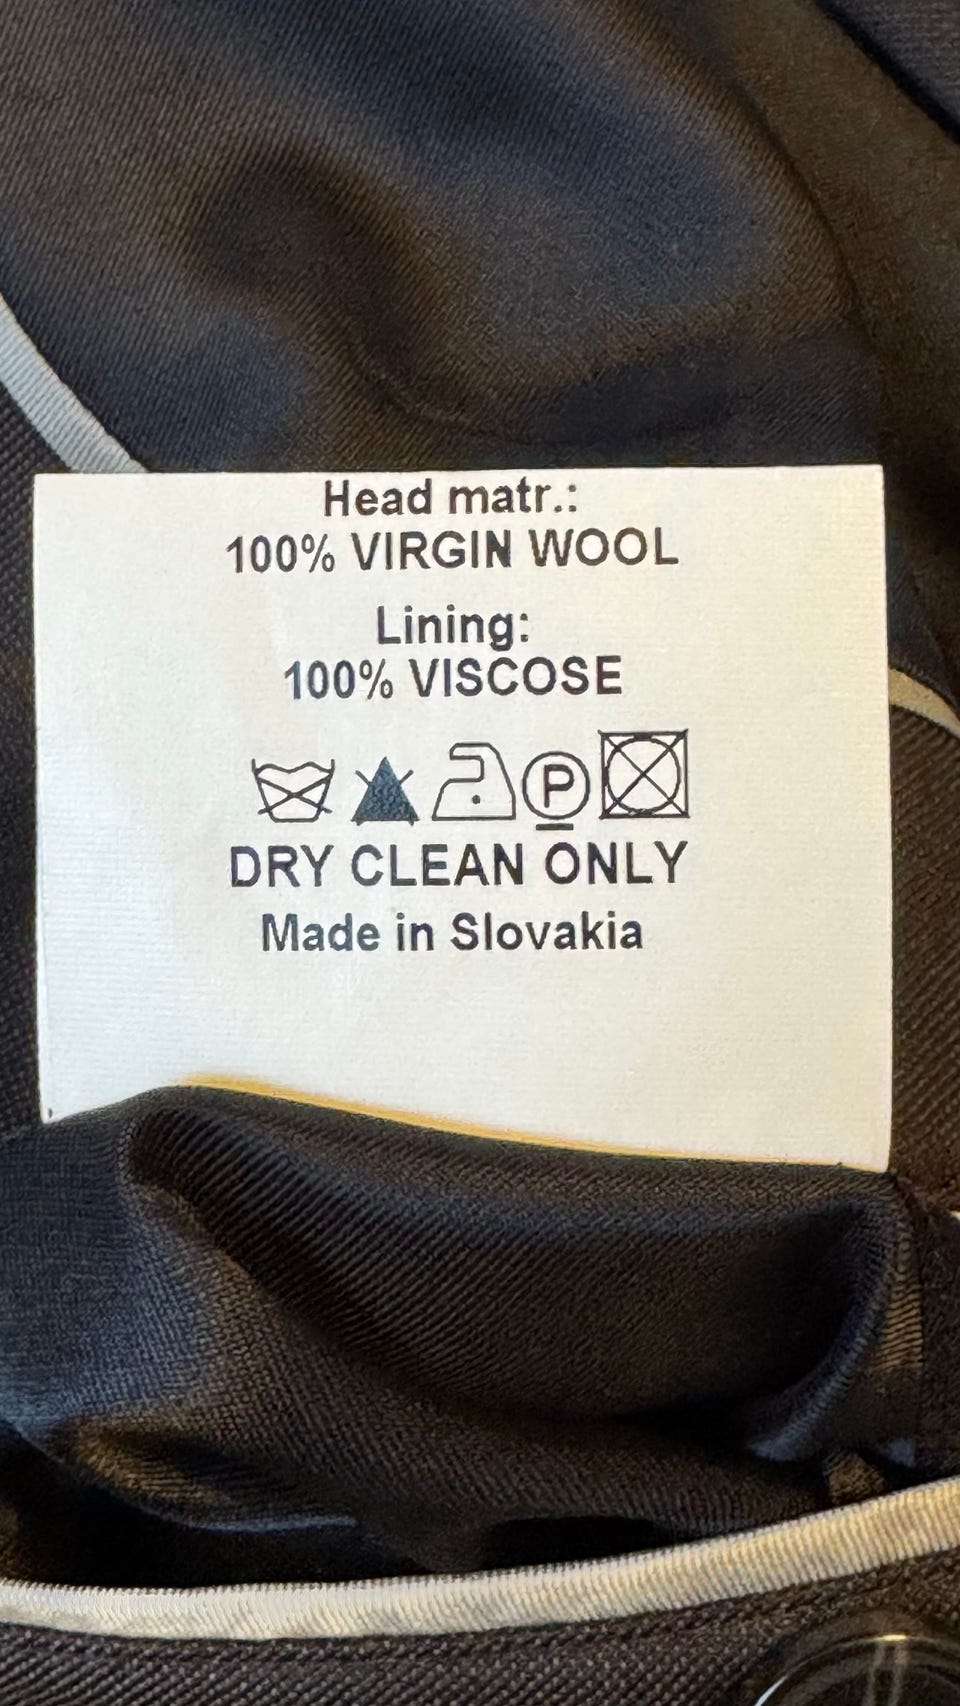 Head matr.:
100% VIRGIN WOOL
Lining:
100% VISCOSE
P
DRY CLEAN ONLY
Made in Slovakia